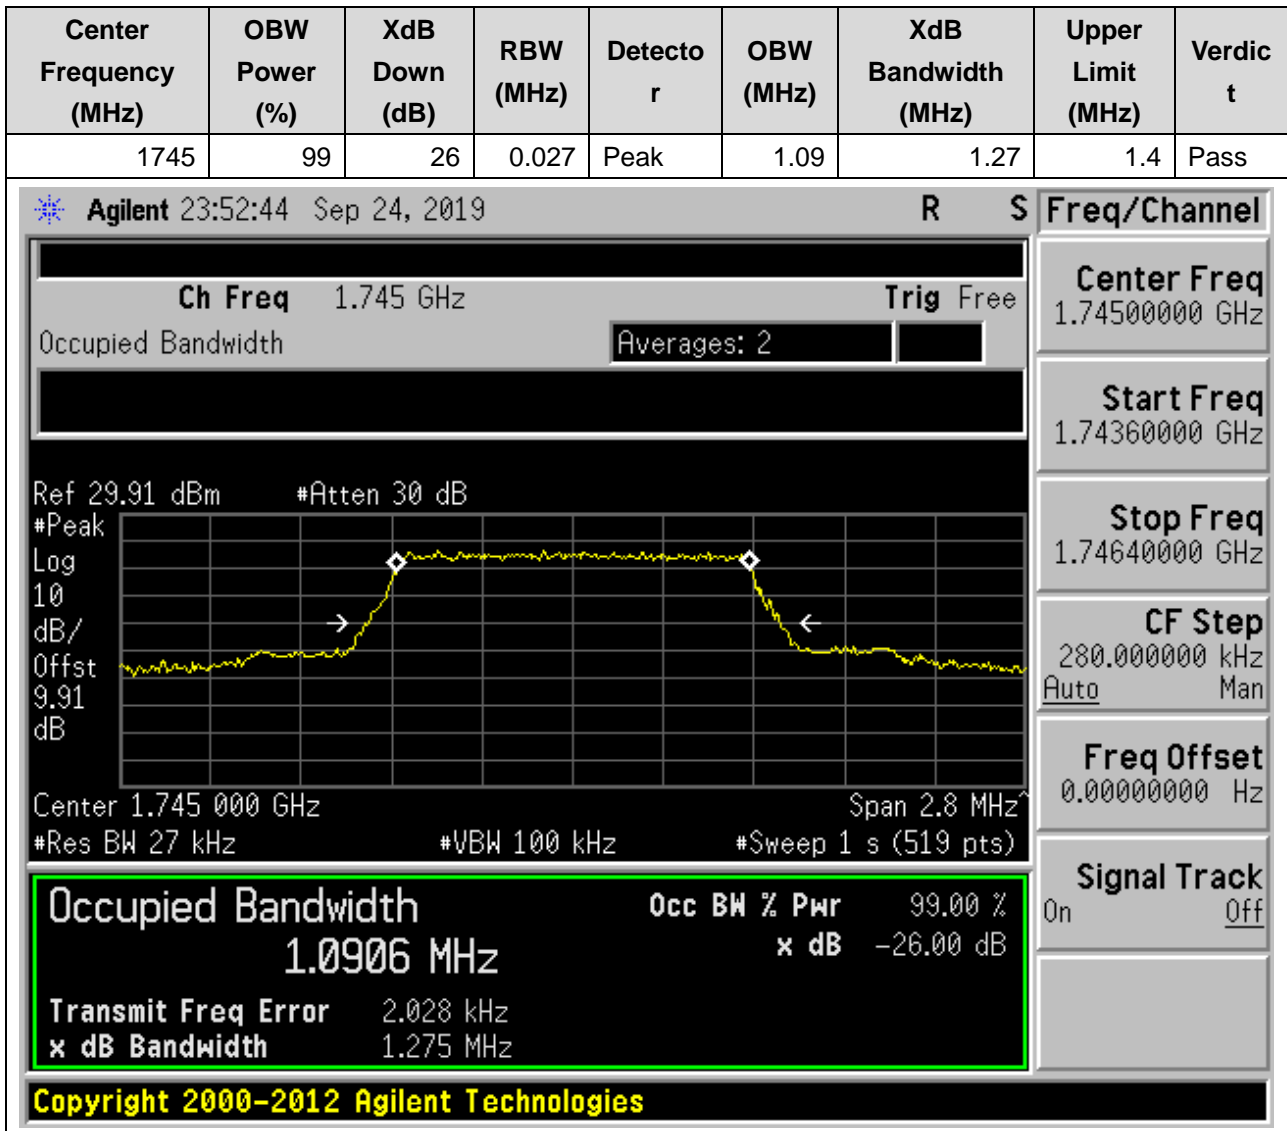 Center Frequency (MHz) OBW Power (%) XdB Down (dB) RBW (MHz) Detecto r OBW (MHz) XdB Bandwidth (MHz) Upper Limit (MHz) Verdic t
1745 99 26 0.027 Peak 1.09 1.27 1.4 Pass
Agilent 23:52:44 Sep 24, 2019 R S
Ch Freq 1.745 GHz Trig Free
Occupied Bandwidth Averages: 2
Ref 29.91 dBm #Atten 30 dB
#Peak
Log
10
dB/
Offst
9.91
dB
Center 1.745 000 GHz Span 2.8 MHz^
#Res BW 27 kHz #VBW 100 kHz #Sweep 1 s (519 pts)
Occupied Bandwidth Occ BW % Pwr 99.00 %
1.0906 MHz x dB -26.00 dB
Transmit Freq Error 2.028 kHz
x dB Bandwidth 1.275 MHz
Copyright 2000-2012 Agilent Technologies
Freq/Channel
Center Freq
1.74500000 GHz
Start Freq
1.74360000 GHz
Stop Freq
1.74640000 GHz
CF Step
280.000000 kHz
Auto Man
Freq Offset
0.00000000 Hz
Signal Track
On Off